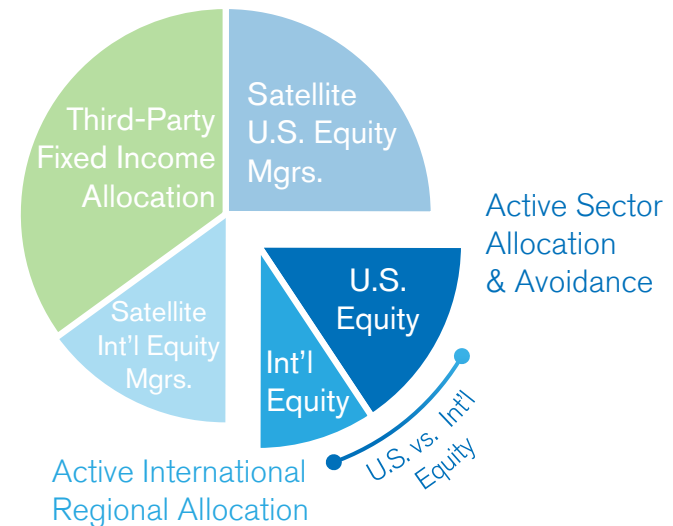 Third-Party
Fixed Income
Allocation
Satellite
U.S. Equity
Mgrs.
Active Sector
Allocation
& Avoidance
U.S.
Equity
Satellite
Int'l Equity
Mgrs.
Int'l
Equity
U.S. vs. Int'l
Equity
Active International
Regional Allocation